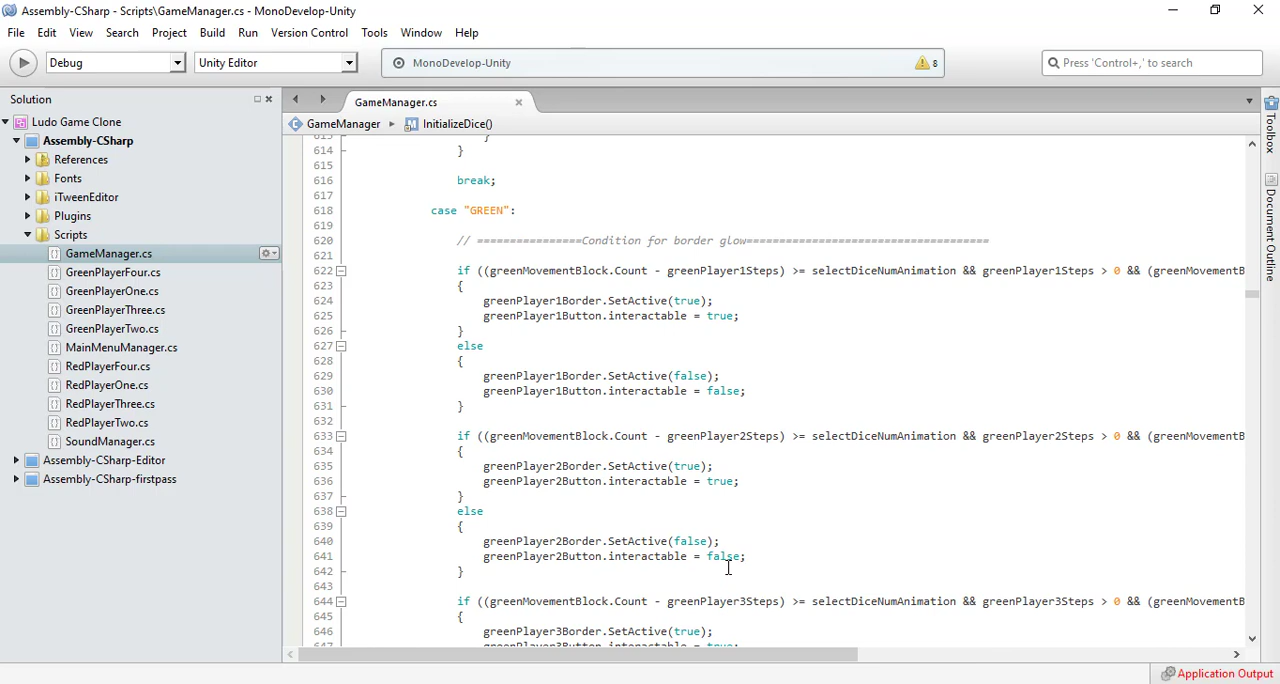 Assembly-CSharp - Scripts\GameManager.cs - MonoDevelop-Unity
File Edit View Search Project Build Run Version Control Tools Window Help
Debug Unity Editor MonoDevelop-Unity 8 Press 'Control+,' to search
Solution
Ludo Game Clone
Assembly-CSharp
References
Fonts
iTweenEditor
Plugins
Scripts
GameManager.cs
GreenPlayerFour.cs
GreenPlayerOne.cs
GreenPlayerThree.cs
GreenPlayerTwo.cs
MainMenuManager.cs
RedPlayerFour.cs
RedPlayerOne.cs
RedPlayerThree.cs
RedPlayerTwo.cs
SoundManager.cs
Assembly-CSharp-Editor
Assembly-CSharp-firstpass
GameManager.cs
GameManager InitializeDice()
613 }
614 }
615
616 break;
617
618 case "GREEN":
619
620 // ================Condition for border glow=====================================
621
622 if ((greenMovementBlock.Count - greenPlayer1Steps) >= selectDiceNumAnimation && greenPlayer1Steps > 0 && (greenMovementB
623 {
624 greenPlayer1Border.SetActive(true);
625 greenPlayer1Button.interactable = true;
626 }
627 else
628 {
629 greenPlayer1Border.SetActive(false);
630 greenPlayer1Button.interactable = false;
631 }
632
633 if ((greenMovementBlock.Count - greenPlayer2Steps) >= selectDiceNumAnimation && greenPlayer2Steps > 0 && (greenMovementB
634 {
635 greenPlayer2Border.SetActive(true);
636 greenPlayer2Button.interactable = true;
637 }
638 else
639 {
640 greenPlayer2Border.SetActive(false);
641 greenPlayer2Button.interactable = false;
642 }
643
644 if ((greenMovementBlock.Count - greenPlayer3Steps) >= selectDiceNumAnimation && greenPlayer3Steps > 0 && (greenMovementB
645 {
646 greenPlayer3Border.SetActive(true);
647 greenPlayer3Button.interactable = true;
Toolbox
Document Outline
Application Output